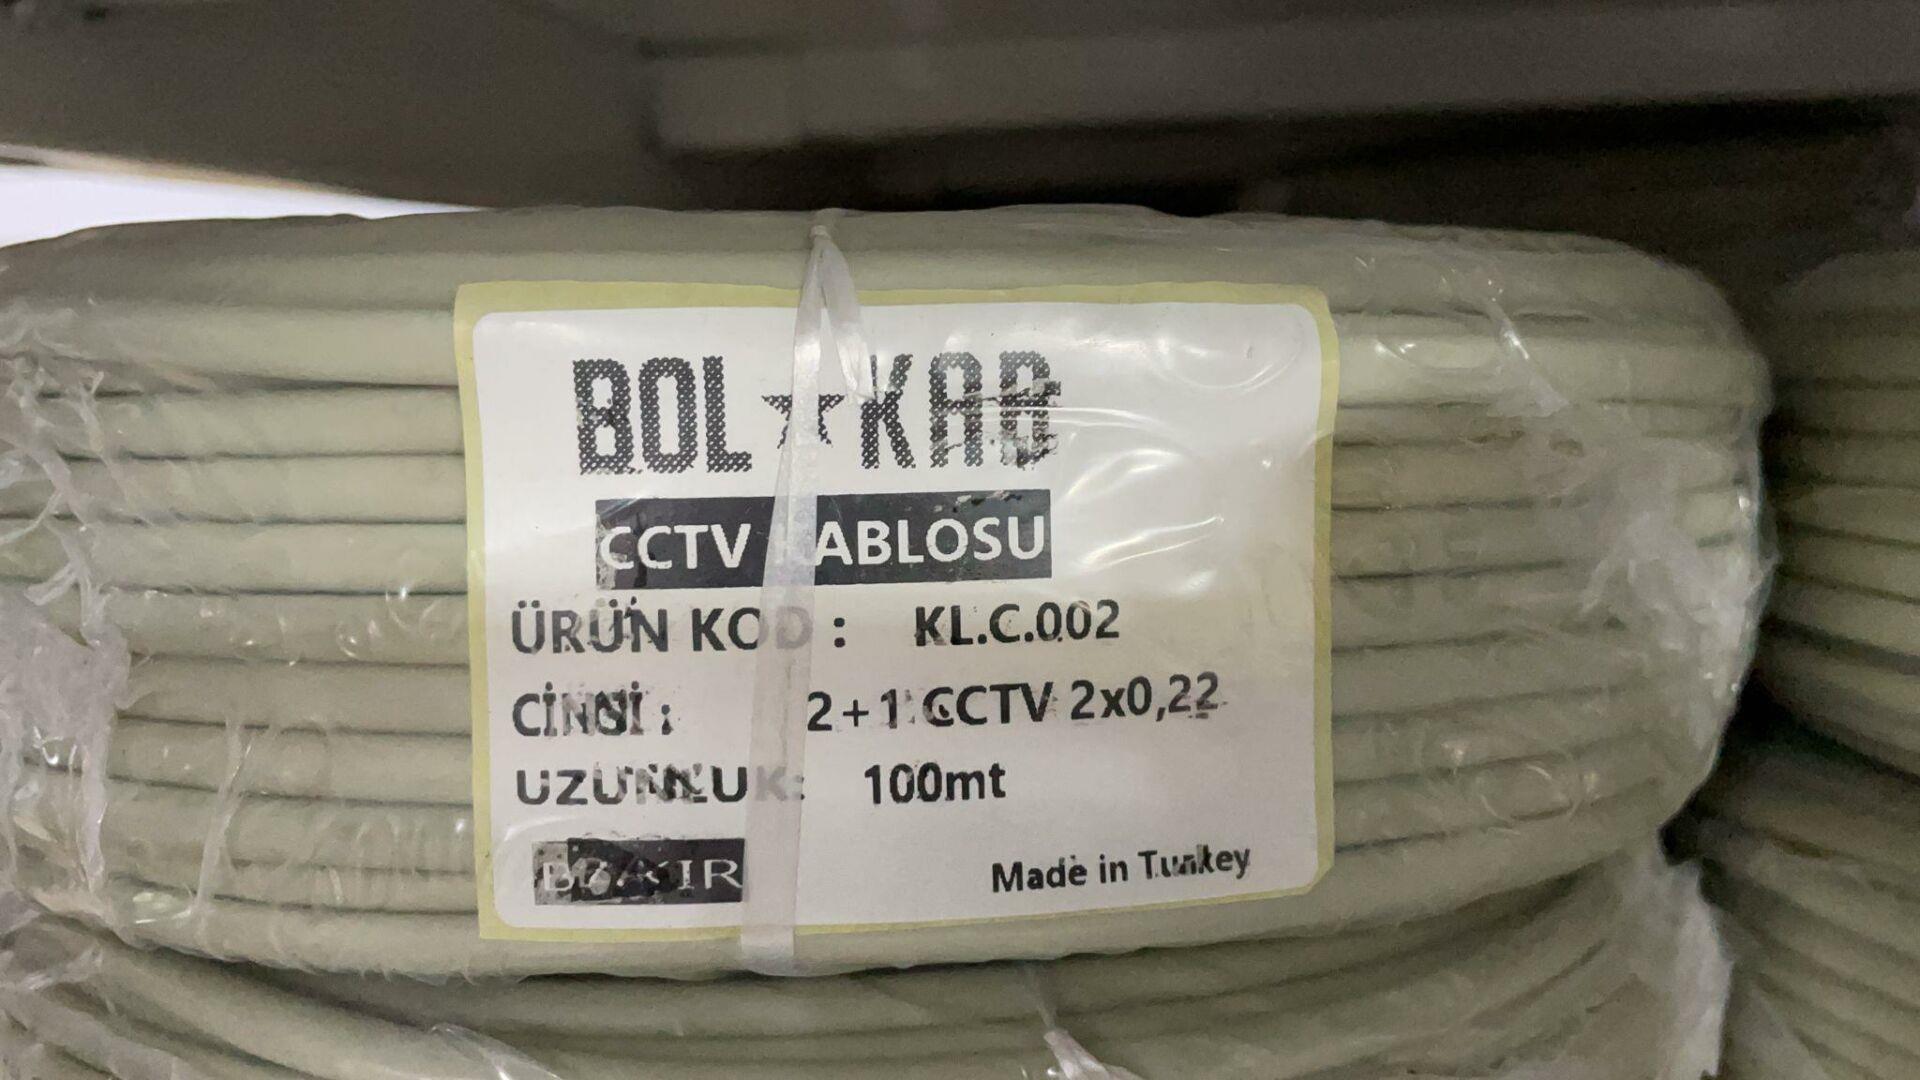 BOL★KAB
CCTV KABLOSU
ÜRÜN KOD : KL.C.002
CİNSİ : 2+1 CCTV 2x0,22
UZUNLUK: 100mt
BAKIR
Made in Turkey